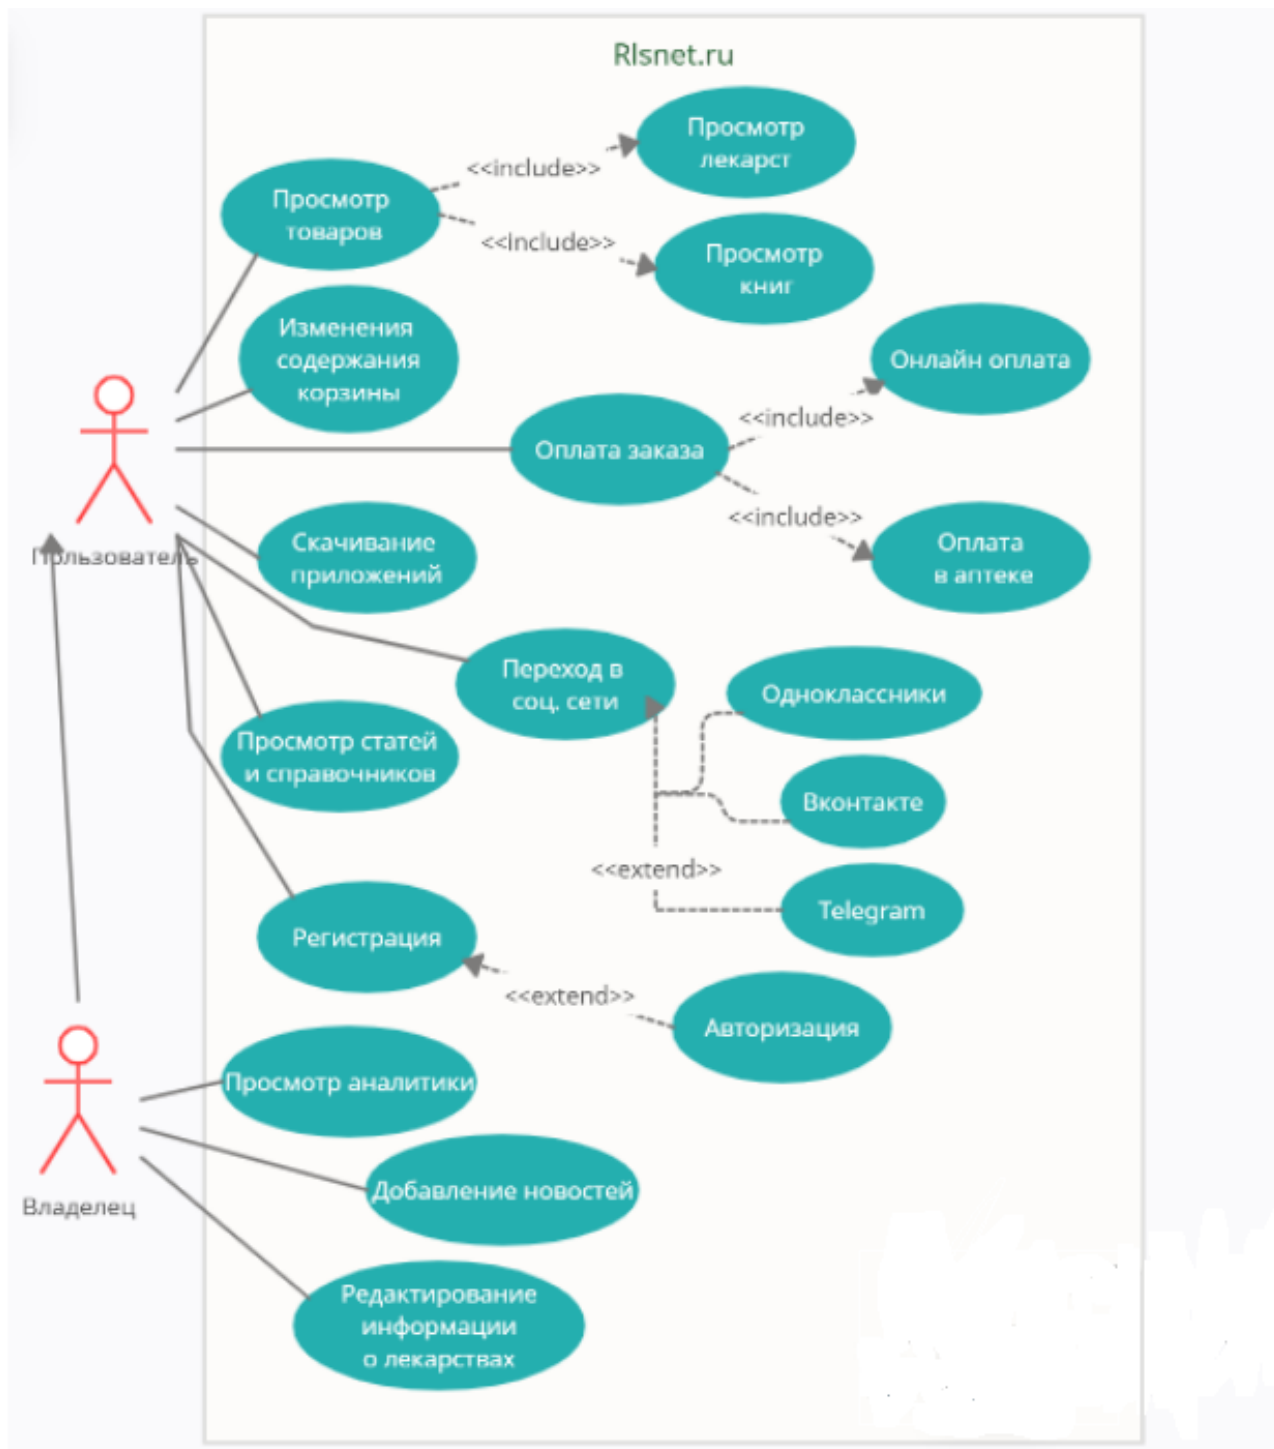 Rlsnet.ru
Просмотр
лекарст
<<include>>
Просмотр
товаров
<<include>>
Просмотр
книг
Изменения
содержания
корзины
Онлайн оплата
<<include>>
Оплата заказа
<<include>>
Оплата
в аптеке
Скачивание
приложений
Пользователь
Переход в
соц. сети
Одноклассники
Просмотр статей
и справочников
Вконтакте
<<extend>>
Telegram
Регистрация
<<extend>>
Авторизация
Просмотр аналитики
Добавление новостей
Владелец
Редактирование
информации
о лекарствах